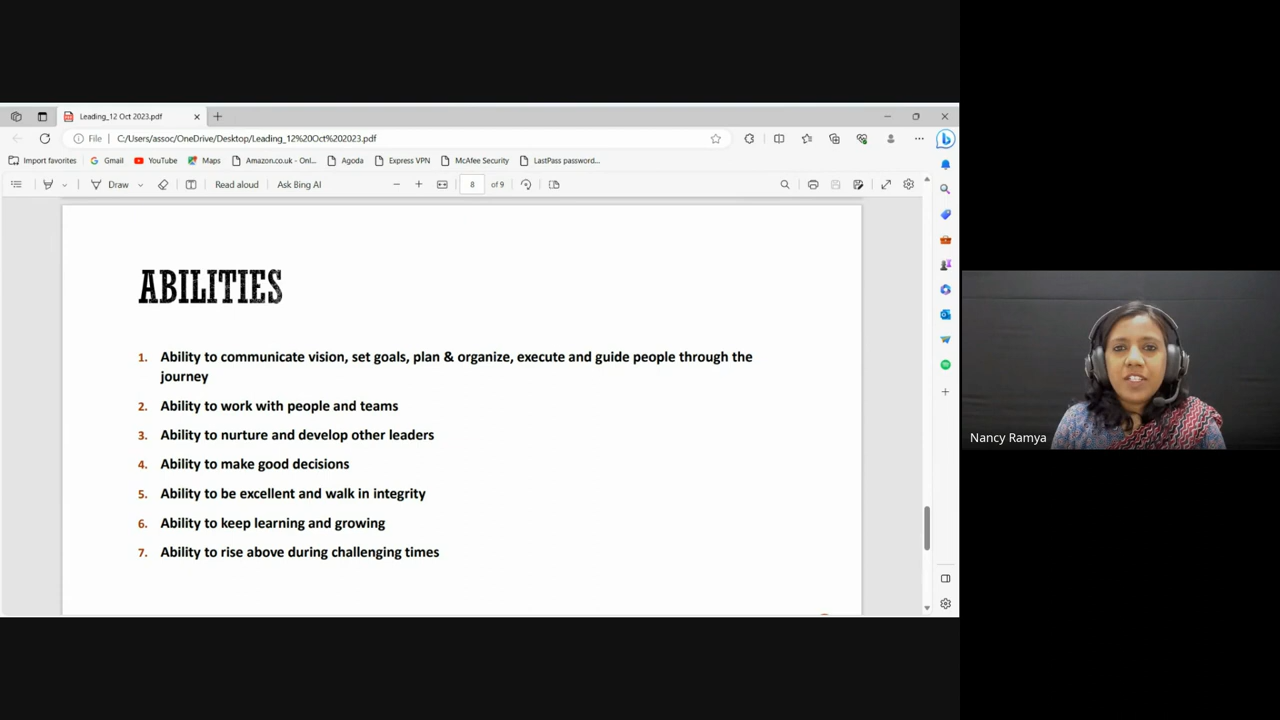 Leading_12 Oct 2023.pdf
File
C:/Users/assoc/OneDrive/Desktop/Leading_12%20Oct%202023.pdf
Import favorites Gmail YouTube Maps Amazon.co.uk - Onl... Agoda Express VPN McAfee Security LastPass password...
Draw Read aloud Ask Bing AI 8 of 9
ABILITIES
1. Ability to communicate vision, set goals, plan & organize, execute and guide people through the
journey
2. Ability to work with people and teams
3. Ability to nurture and develop other leaders
4. Ability to make good decisions
5. Ability to be excellent and walk in integrity
6. Ability to keep learning and growing
7. Ability to rise above during challenging times
Nancy Ramya